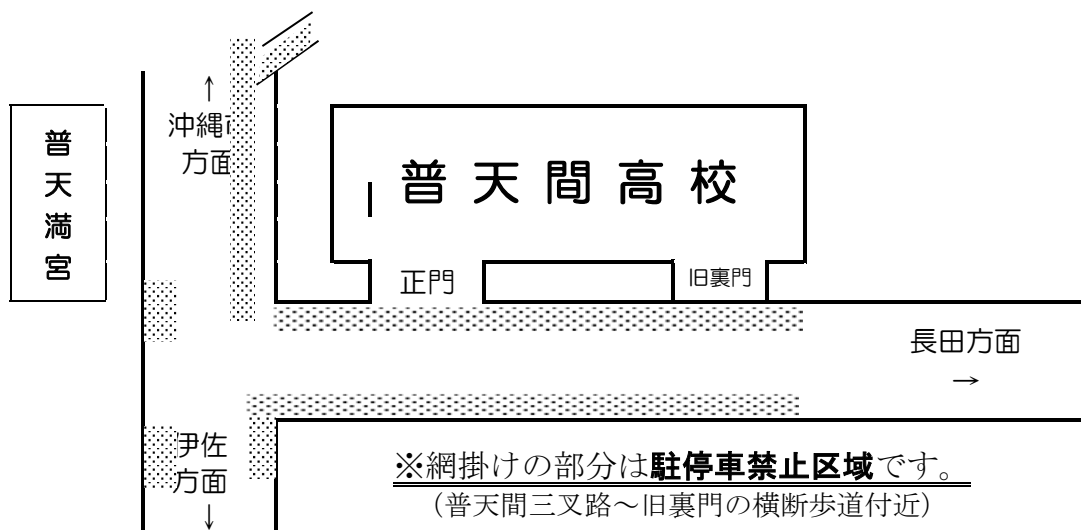 ↑
沖縄市
方面
普天満宮
普天間高校
正門
旧裏門
長田方面
→
伊佐
方面
↓
※網掛けの部分は駐停車禁止区域です。
(普天間三叉路~旧裏門の横断歩道付近)